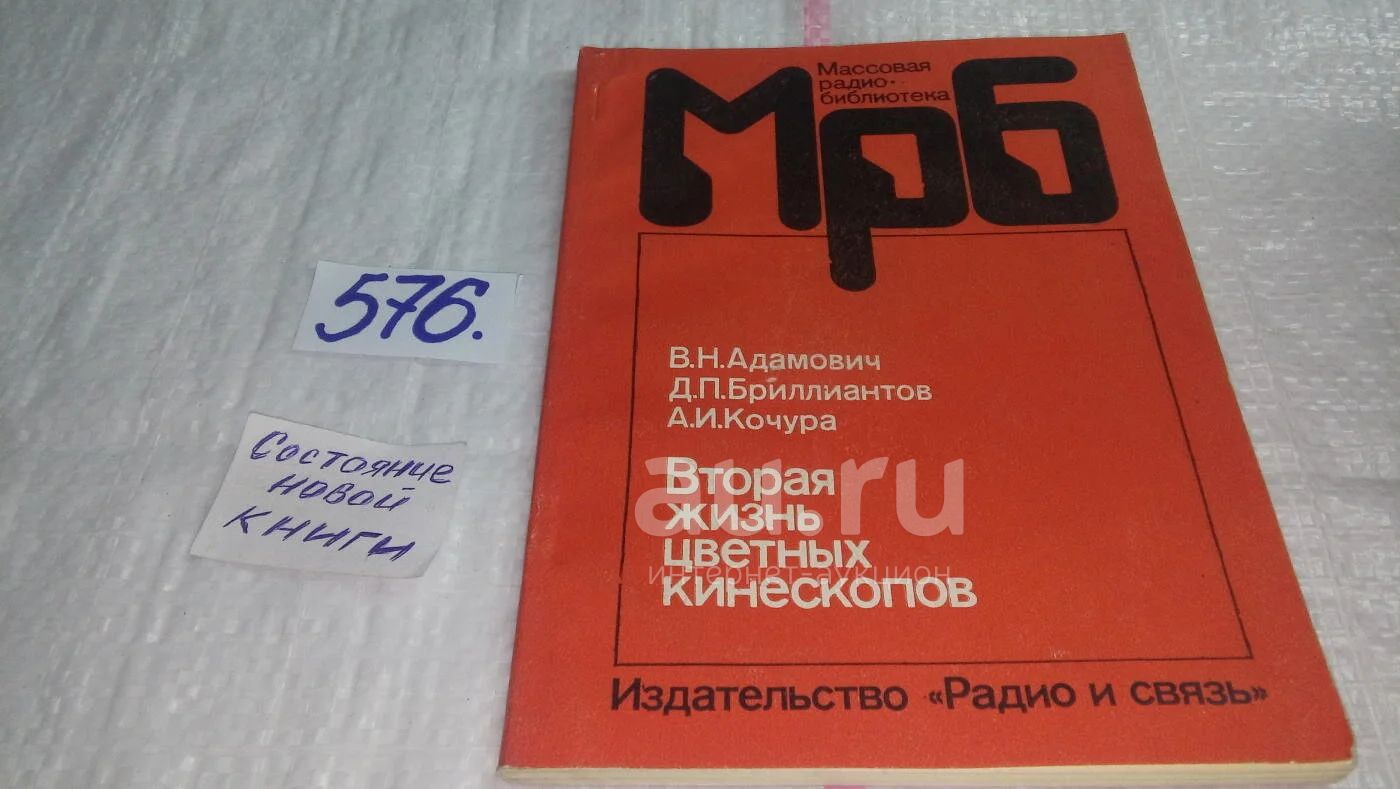 Массовая
радио-
библиотека
Мрб
576.
Состояние
новой
книги
В.Н.Адамович
Д.П.Бриллиантов
А.И.Кочура
Вторая
жизнь
цветных
кинескопов
au.ru
интернет-аукцион
Издательство «Радио и связь»